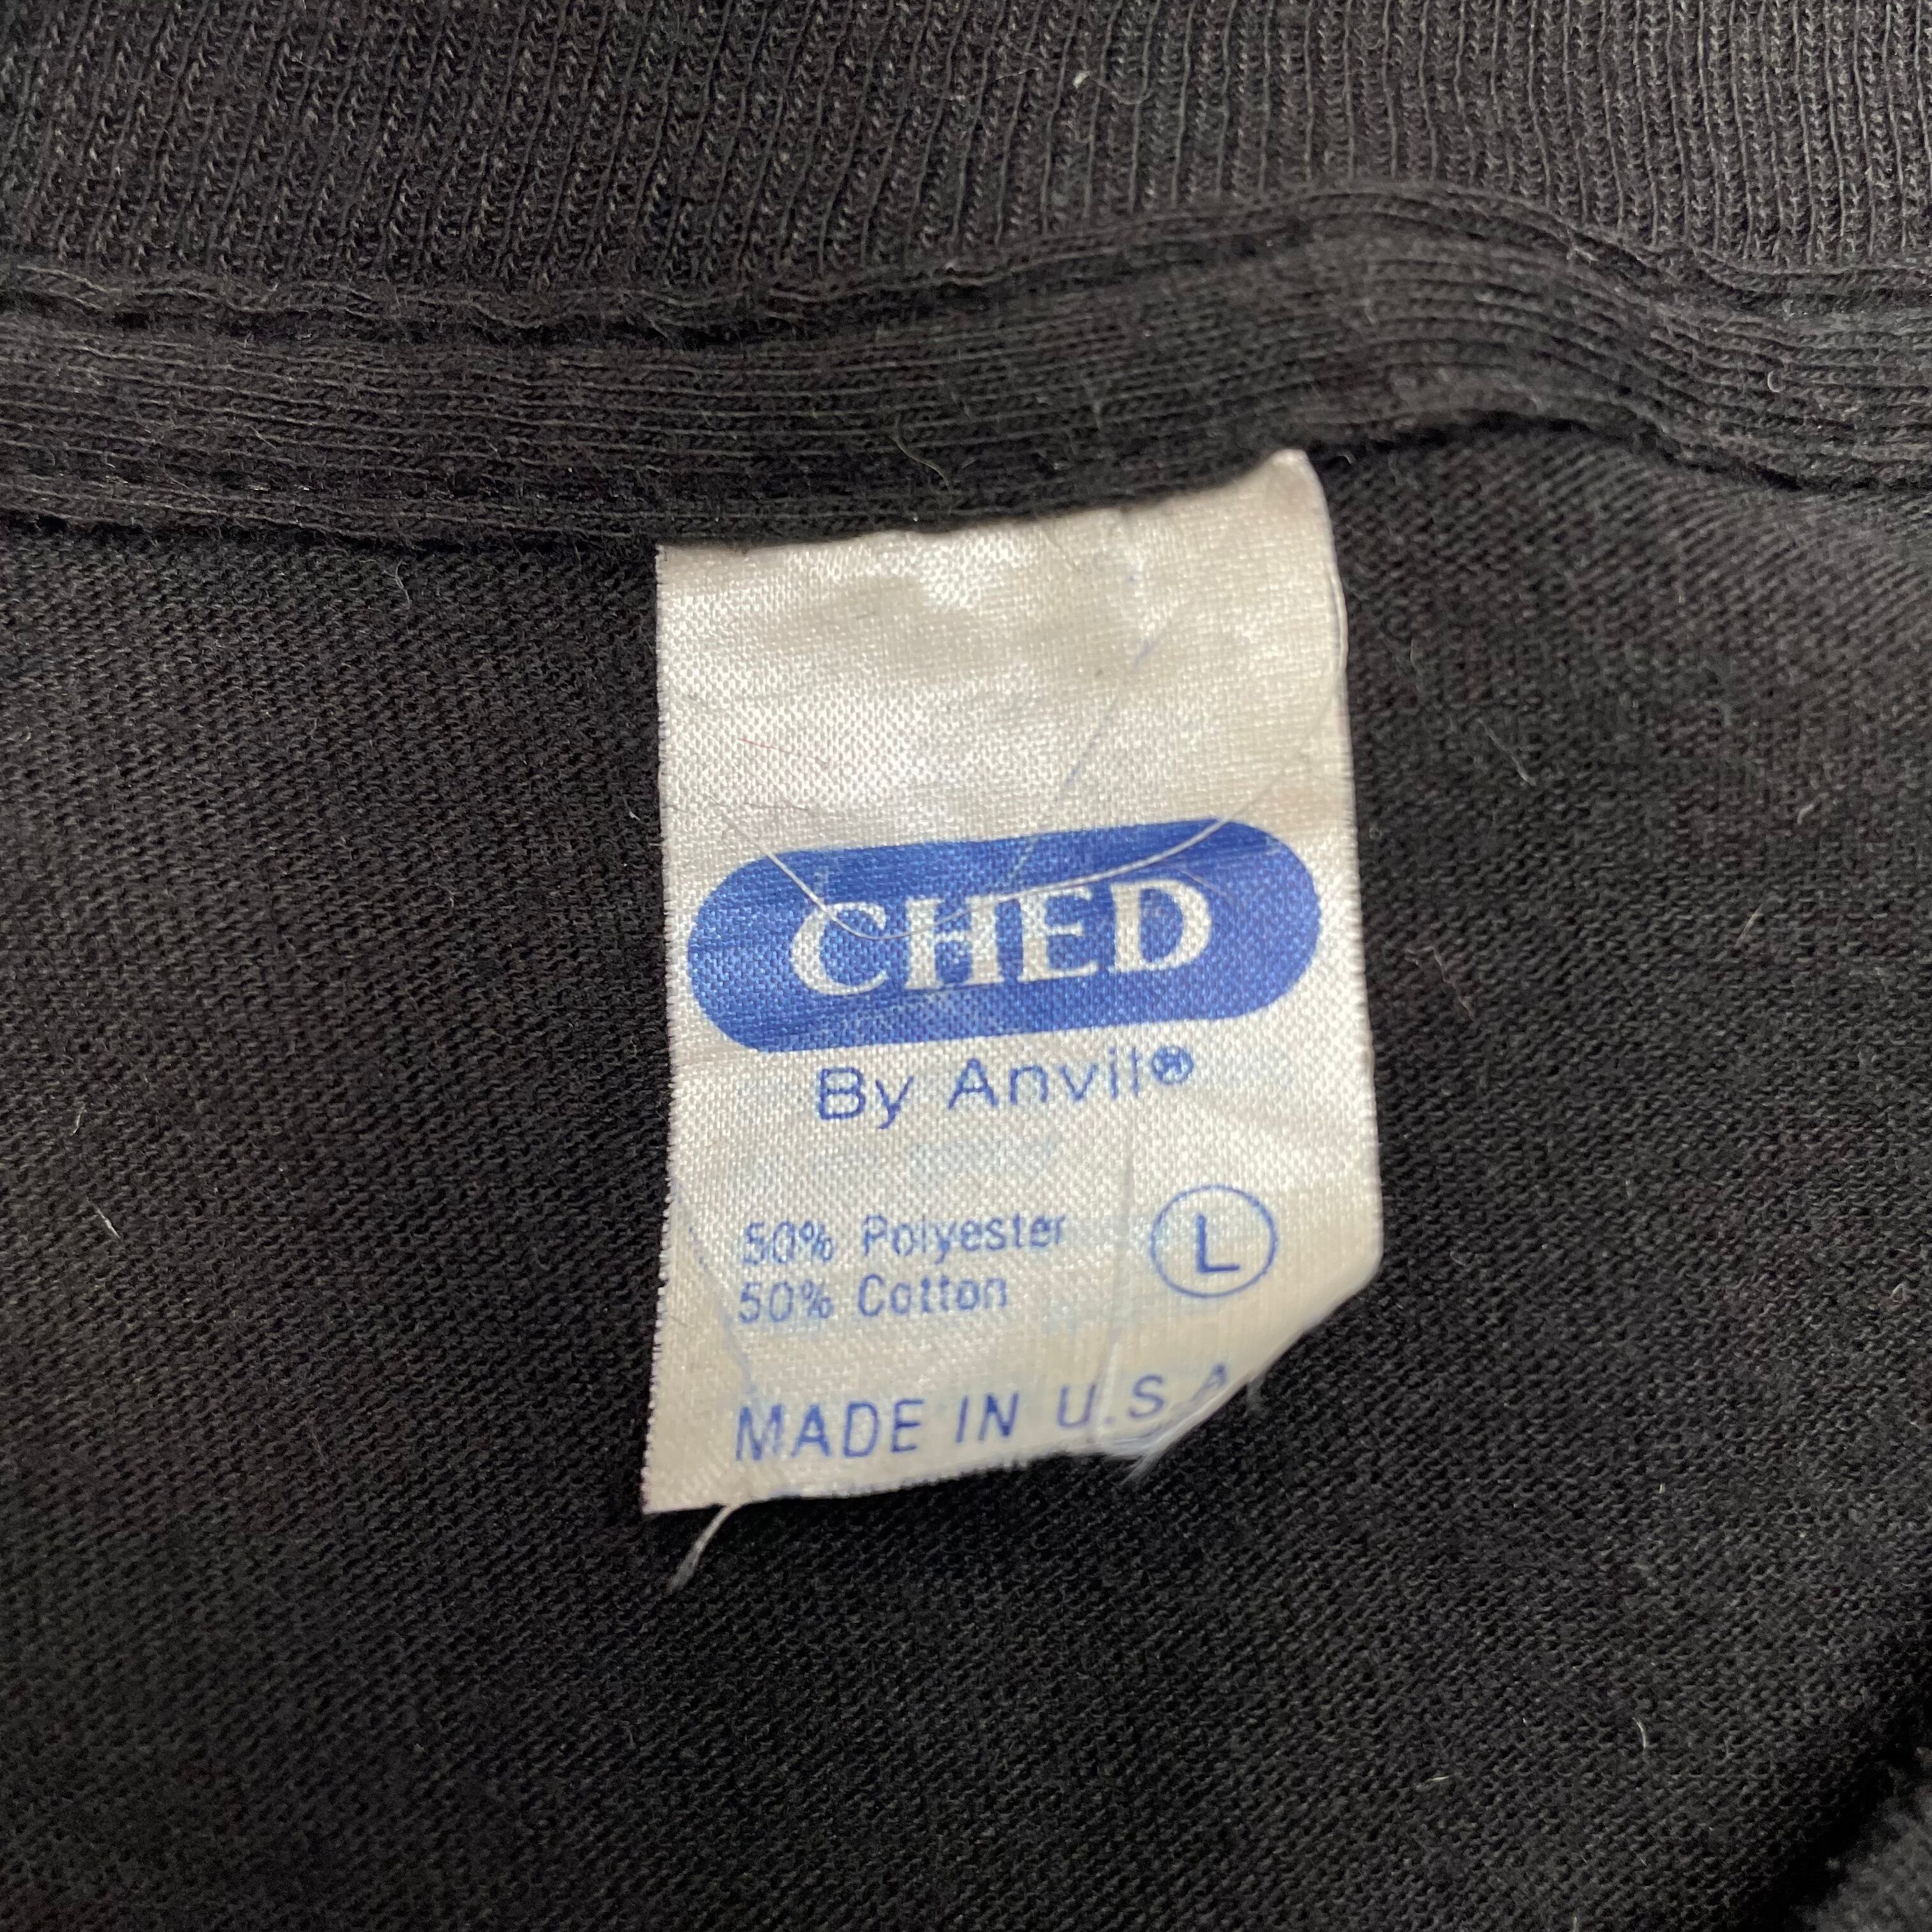 CHED
By Anvil®
50% Polyester
50% Cotton
L
MADE IN U.S.A